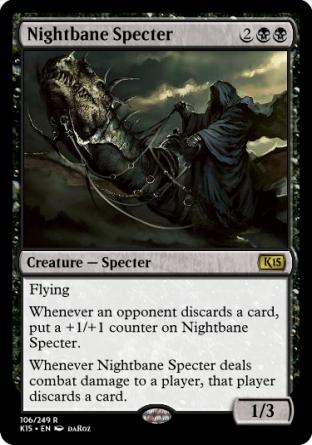 Nightbane Specter 2
K15
Creature — Specter
Flying
Whenever an opponent discards a card,
put a +1/+1 counter on Nightbane
Specter.
Whenever Nightbane Specter deals
combat damage to a player, that player
discards a card.
1/3
106/249 R
K15 • EN DAROZ